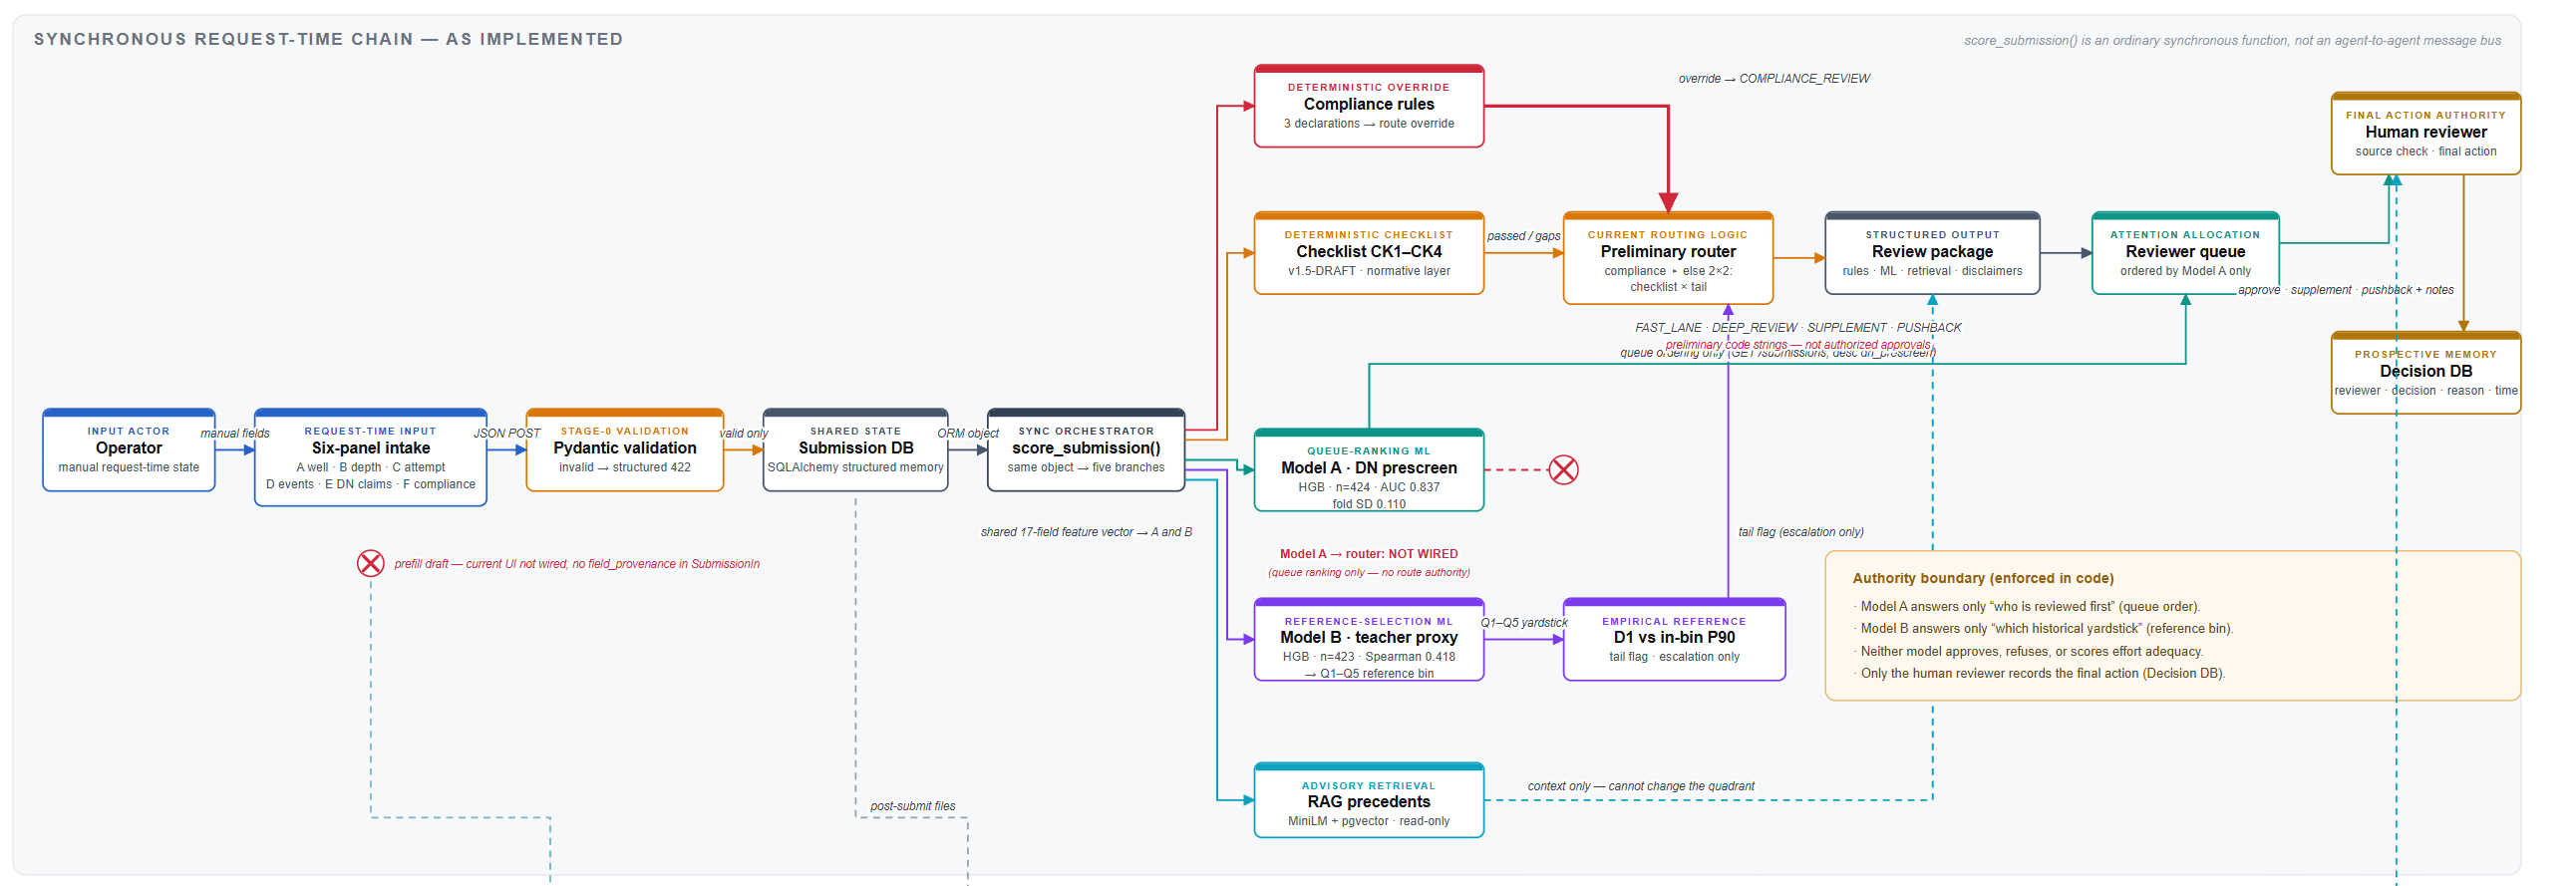 SYNCHRONOUS REQUEST-TIME CHAIN — AS IMPLEMENTED
score_submission() is an ordinary synchronous function, not an agent-to-agent message bus
DETERMINISTIC OVERRIDE
Compliance rules
3 declarations → route override
override → COMPLIANCE_REVIEW
FINAL ACTION AUTHORITY
Human reviewer
source check · final action
DETERMINISTIC CHECKLIST
Checklist CK1–CK4
v1.5-DRAFT · normative layer
passed / gaps
CURRENT ROUTING LOGIC
Preliminary router
compliance ‣ else 2×2:
checklist × tail
STRUCTURED OUTPUT
Review package
rules · ML · retrieval · disclaimers
ATTENTION ALLOCATION
Reviewer queue
ordered by Model A only
approve · supplement · pushback + notes
FAST_LANE · DEEP_REVIEW · SUPPLEMENT · PUSHBACK
preliminary code strings — not authorized approvals
queue ordering only (GET /submissions, desc dn_prescreen)
PROSPECTIVE MEMORY
Decision DB
reviewer · decision · reason · time
INPUT ACTOR
Operator
manual request-time state
manual fields
REQUEST-TIME INPUT
Six-panel intake
A well · B depth · C attempt
D events · E DN claims · F compliance
JSON POST
STAGE-0 VALIDATION
Pydantic validation
invalid → structured 422
valid only
SHARED STATE
Submission DB
SQLAlchemy structured memory
ORM object
SYNC ORCHESTRATOR
score_submission()
same object → five branches
QUEUE-RANKING ML
Model A · DN prescreen
HGB · n=424 · AUC 0.837
fold SD 0.110
shared 17-field feature vector → A and B
tail flag (escalation only)
Model A → router: NOT WIRED
(queue ranking only — no route authority)
prefill draft — current UI not wired; no field_provenance in SubmissionIn
REFERENCE-SELECTION ML
Model B · teacher proxy
HGB · n=423 · Spearman 0.418
→ Q1–Q5 reference bin
Q1–Q5 yardstick
EMPIRICAL REFERENCE
D1 vs in-bin P90
tail flag · escalation only
Authority boundary (enforced in code)
· Model A answers only “who is reviewed first” (queue order).
· Model B answers only “which historical yardstick” (reference bin).
· Neither model approves, refuses, or scores effort adequacy.
· Only the human reviewer records the final action (Decision DB).
post-submit files
ADVISORY RETRIEVAL
RAG precedents
MiniLM + pgvector · read-only
context only — cannot change the quadrant